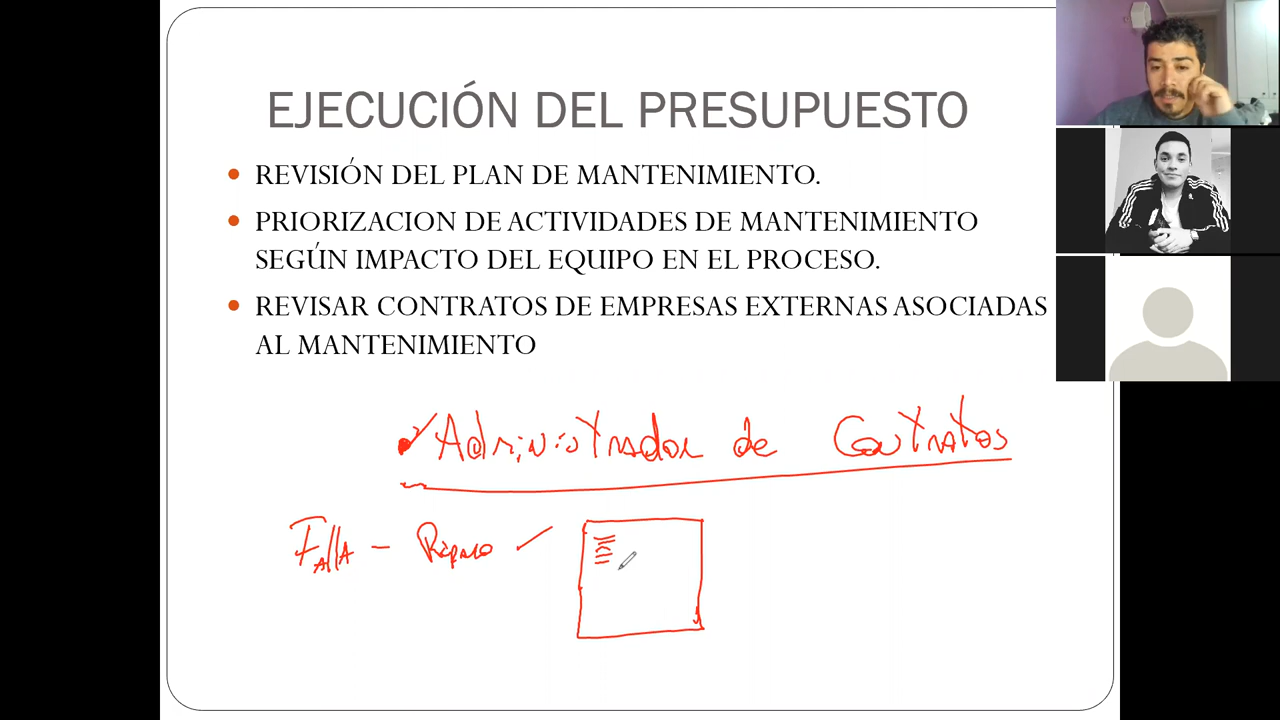 EJECUCIÓN DEL PRESUPUESTO
• REVISIÓN DEL PLAN DE MANTENIMIENTO.
• PRIORIZACION DE ACTIVIDADES DE MANTENIMIENTO
SEGÚN IMPACTO DEL EQUIPO EN EL PROCESO.
• REVISAR CONTRATOS DE EMPRESAS EXTERNAS ASOCIADAS
AL MANTENIMIENTO
✓ Administrador de Contratos
Falla -